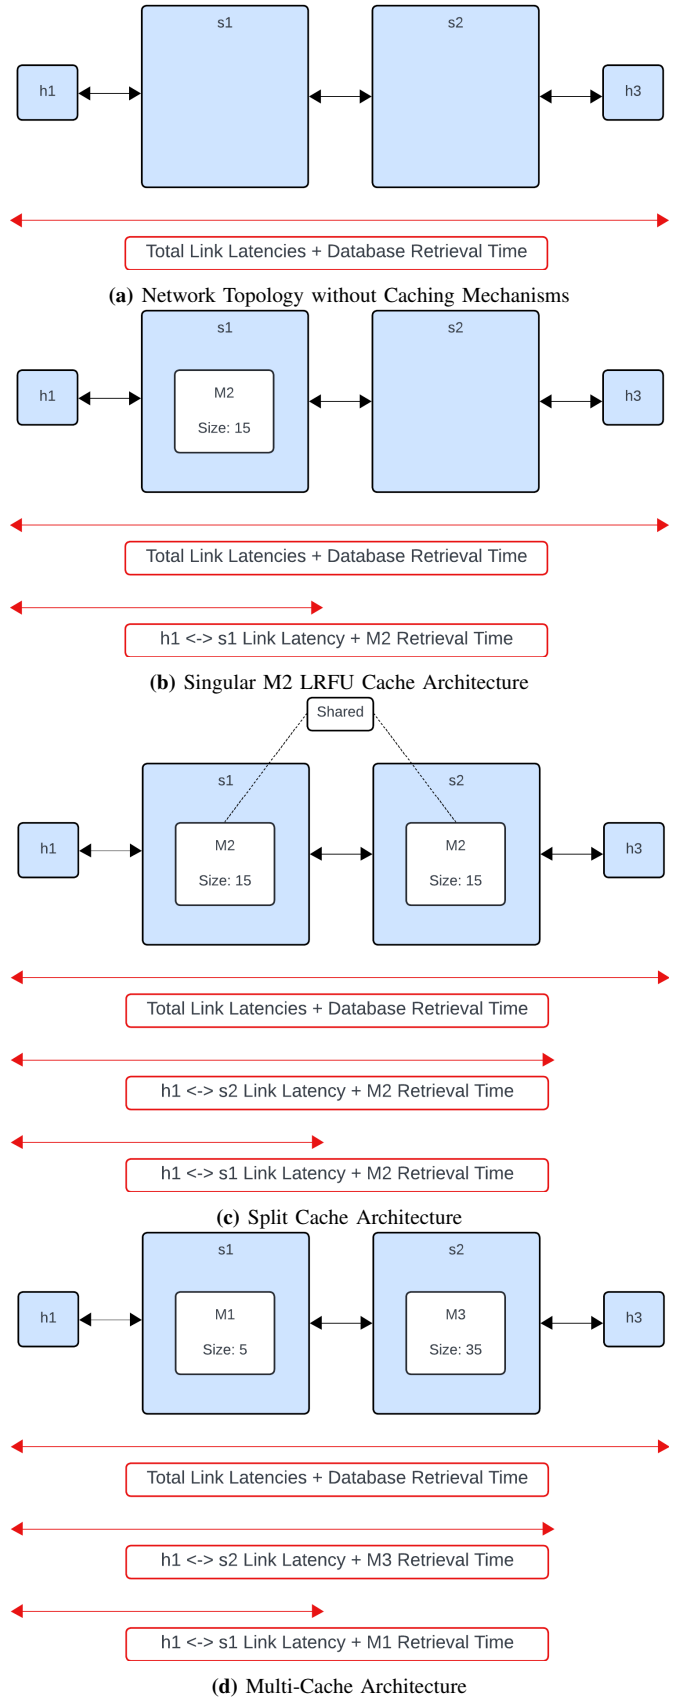 s1
s2
h1
h3
Total Link Latencies + Database Retrieval Time
(a) Network Topology without Caching Mechanisms
s1
s2
h1
M2
Size: 15
h3
Total Link Latencies + Database Retrieval Time
h1 <-> s1 Link Latency + M2 Retrieval Time
(b) Singular M2 LRFU Cache Architecture
Shared
s1
s2
h1
M2
Size: 15
M2
Size: 15
h3
Total Link Latencies + Database Retrieval Time
h1 <-> s2 Link Latency + M2 Retrieval Time
h1 <-> s1 Link Latency + M2 Retrieval Time
(c) Split Cache Architecture
s1
s2
h1
M1
Size: 5
M3
Size: 35
h3
Total Link Latencies + Database Retrieval Time
h1 <-> s2 Link Latency + M3 Retrieval Time
h1 <-> s1 Link Latency + M1 Retrieval Time
(d) Multi-Cache Architecture